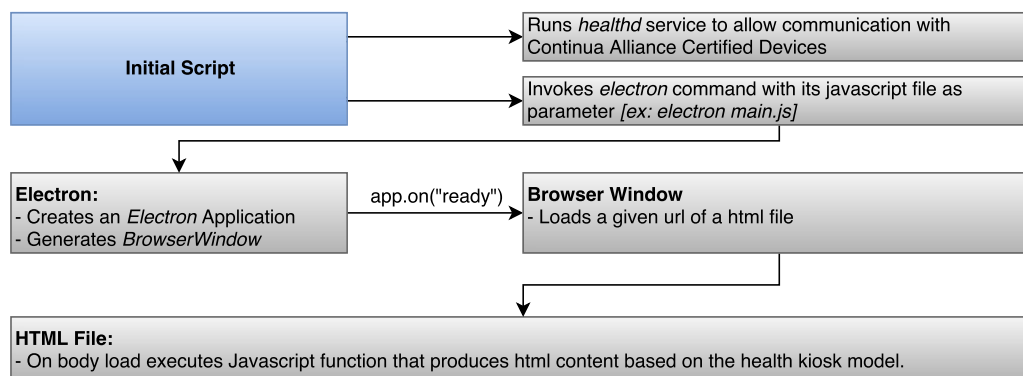 Initial Script
Runs healthd service to allow communication with
Continua Alliance Certified Devices
Invokes electron command with its javascript file as
parameter [ex: electron main.js]
Electron:
- Creates an Electron Application
- Generates BrowserWindow
app.on("ready")
Browser Window
- Loads a given url of a html file
HTML File:
- On body load executes Javascript function that produces html content based on the health kiosk model.